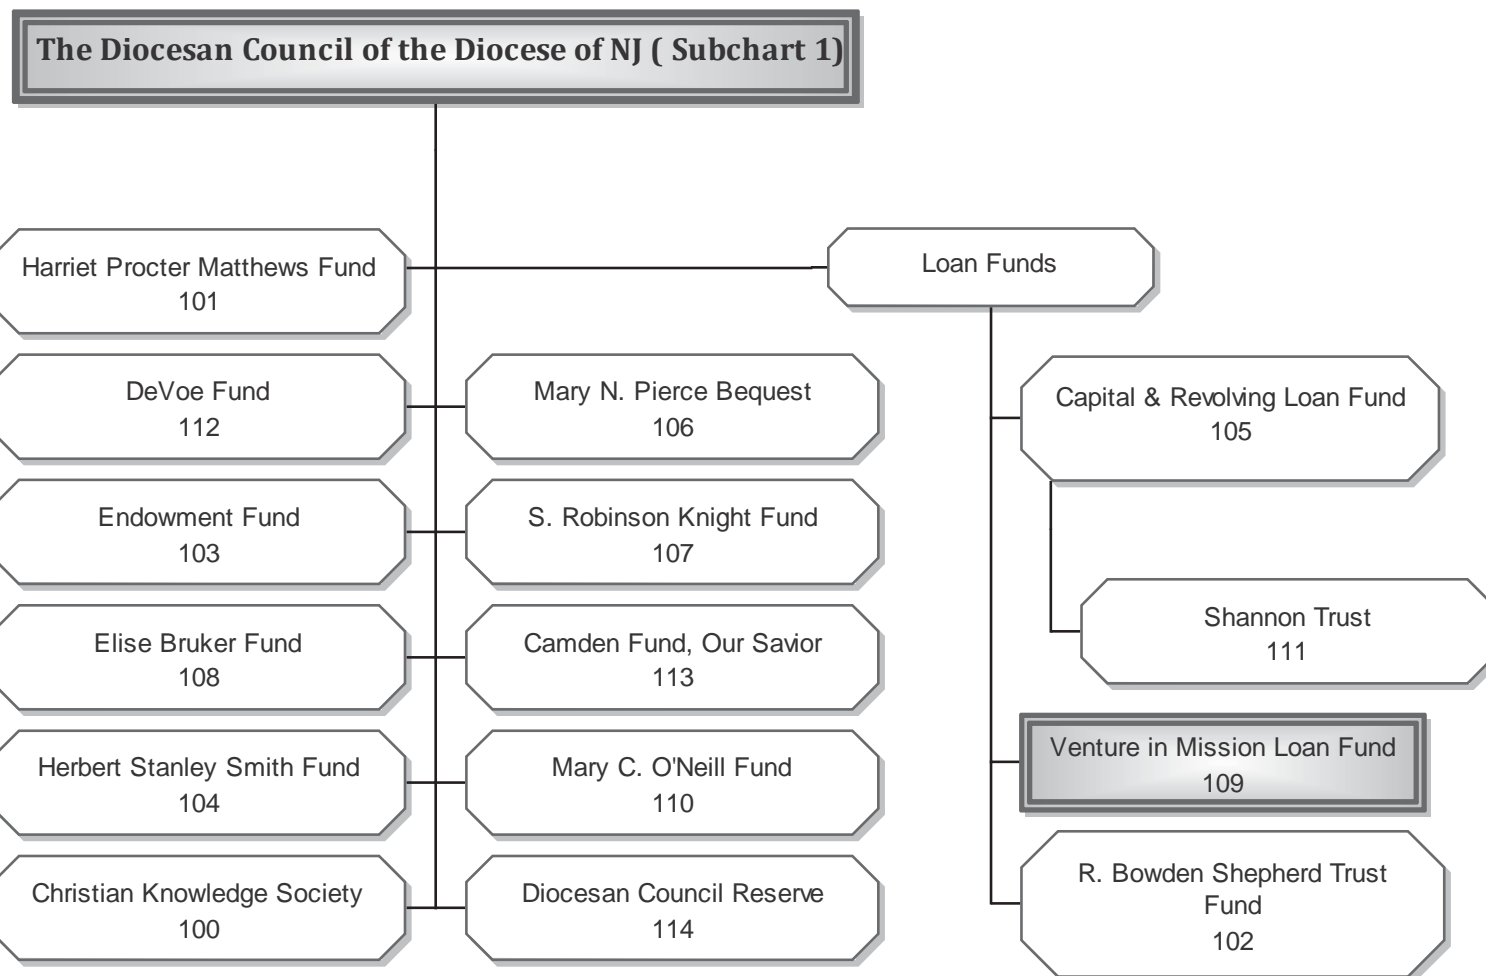 The Diocesan Council of the Diocese of NJ ( Subchart 1)
Harriet Procter Matthews Fund
101
Loan Funds
DeVoe Fund
112
Mary N. Pierce Bequest
106
Capital & Revolving Loan Fund
105
Endowment Fund
103
S. Robinson Knight Fund
107
Shannon Trust
111
Elise Bruker Fund
108
Camden Fund, Our Savior
113
Venture in Mission Loan Fund
109
Herbert Stanley Smith Fund
104
Mary C. O'Neill Fund
110
R. Bowden Shepherd Trust
Fund
102
Christian Knowledge Society
100
Diocesan Council Reserve
114